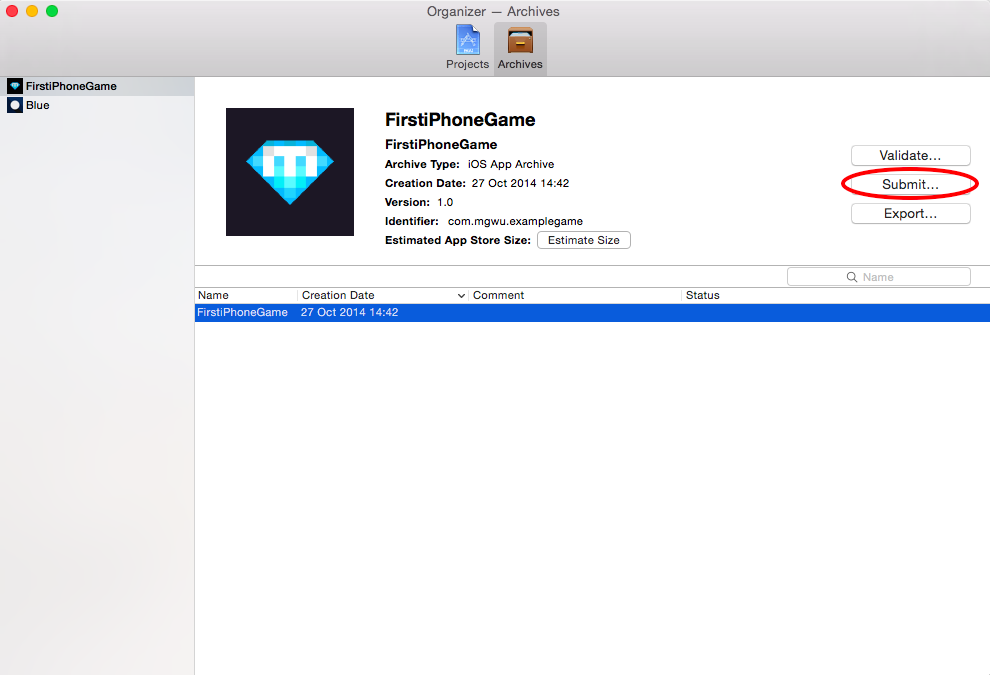 Organizer — Archives
Projects
Archives
FirstiPhoneGame
Blue
FirstiPhoneGame
FirstiPhoneGame
Archive Type: iOS App Archive
Creation Date: 27 Oct 2014 14:42
Version: 1.0
Identifier: com.mgwu.examplegame
Estimated App Store Size: Estimate Size
Validate...
Submit...
Export...
Name
Name Creation Date Comment Status
FirstiPhoneGame 27 Oct 2014 14:42